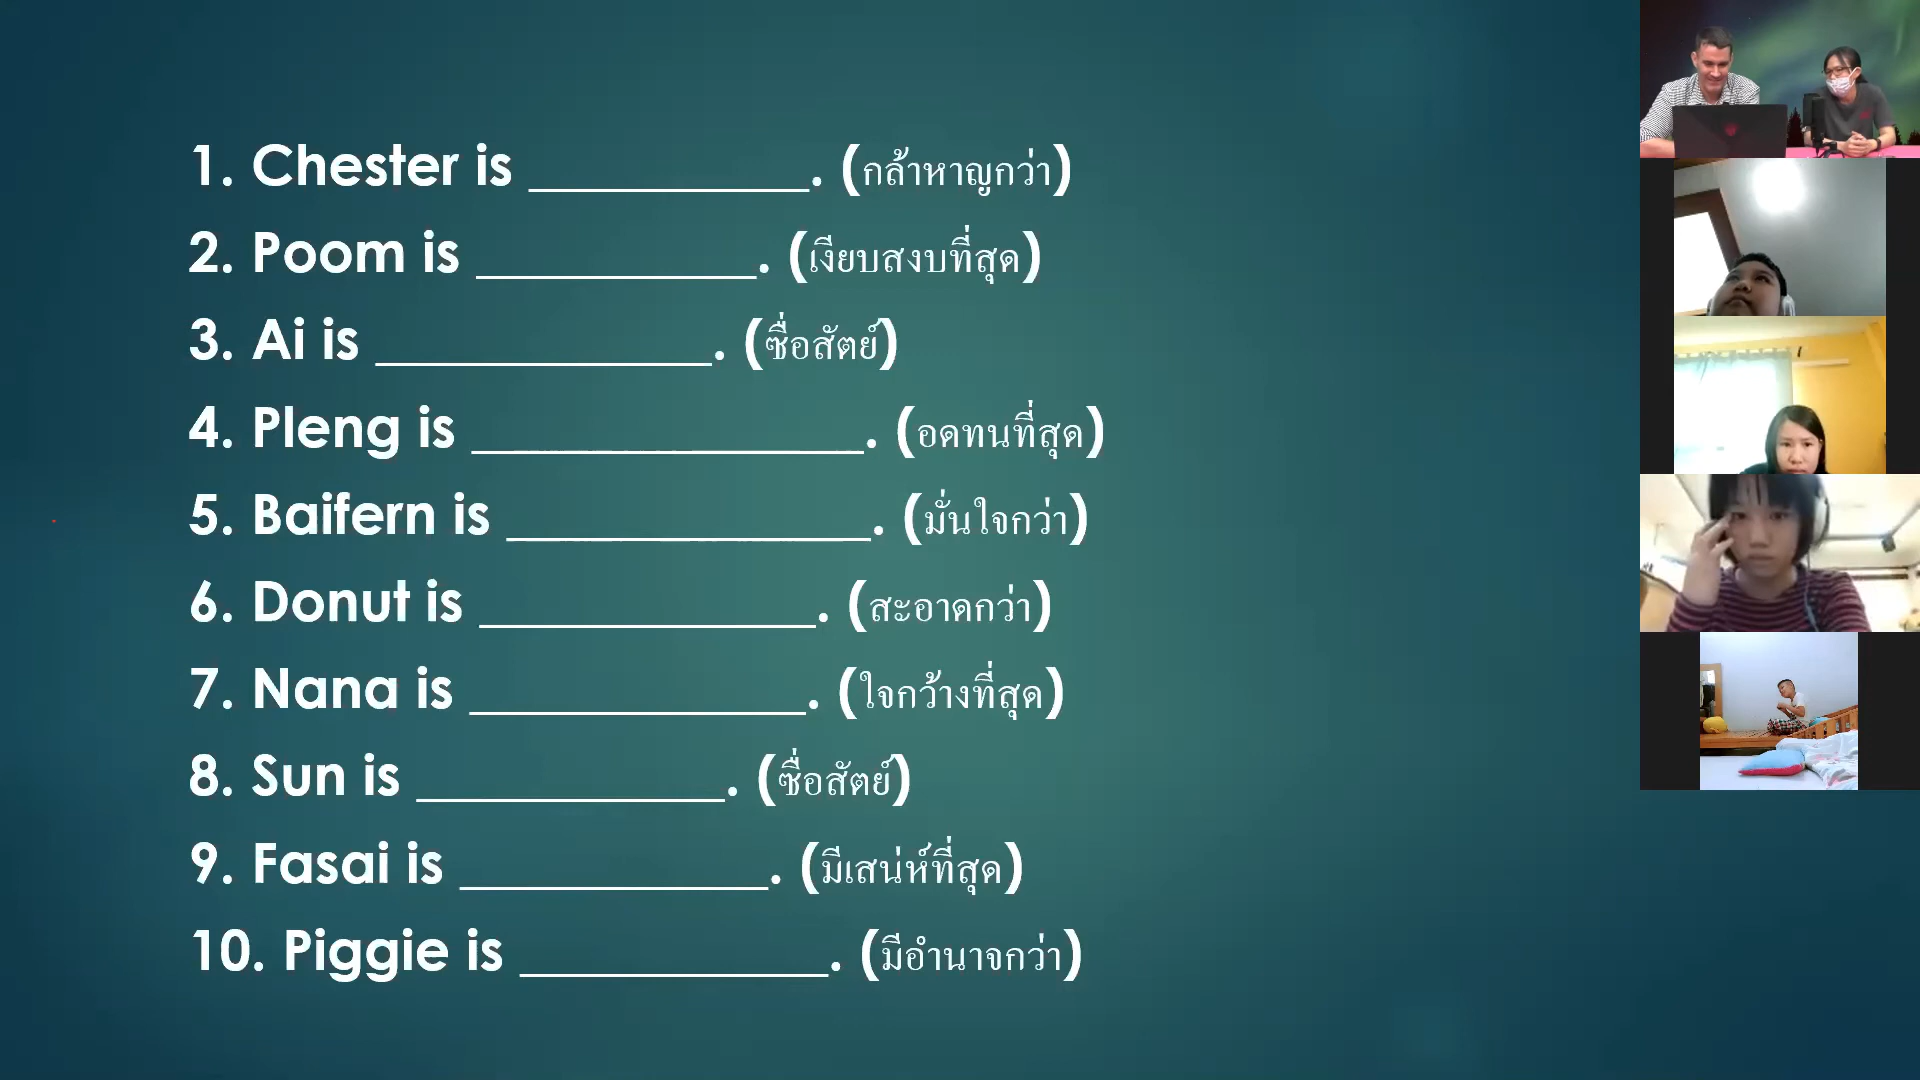 1. Chester is __________. (กล้าหาญกว่า)
2. Poom is __________. (เงียบสงบที่สุด)
3. Ai is ____________. (ซื่อสัตย์)
4. Pleng is ______________. (อดทนที่สุด)
5. Baifern is _____________. (มั่นใจกว่า)
6. Donut is ____________. (สะอาดกว่า)
7. Nana is ____________. (ใจกว้างที่สุด)
8. Sun is ___________. (ซื่อสัตย์)
9. Fasai is ___________. (มีเสน่ห์ที่สุด)
10. Piggie is ___________. (มีอำนาจกว่า)